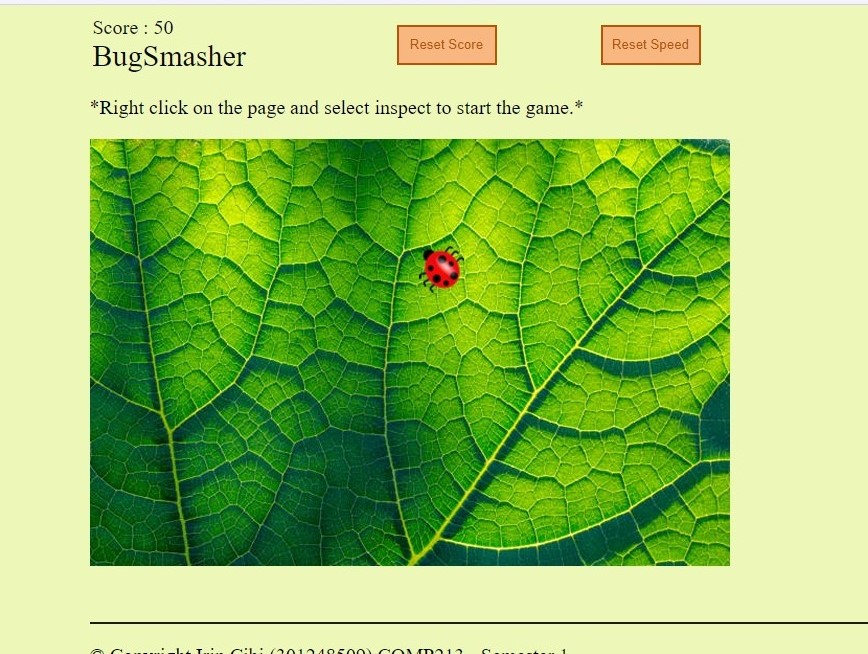 Score : 50
BugSmasher
Reset Score
Reset Speed
*Right click on the page and select inspect to start the game.*
© Copyright Irin Cibi (301248509) COMP213 - Semester 1